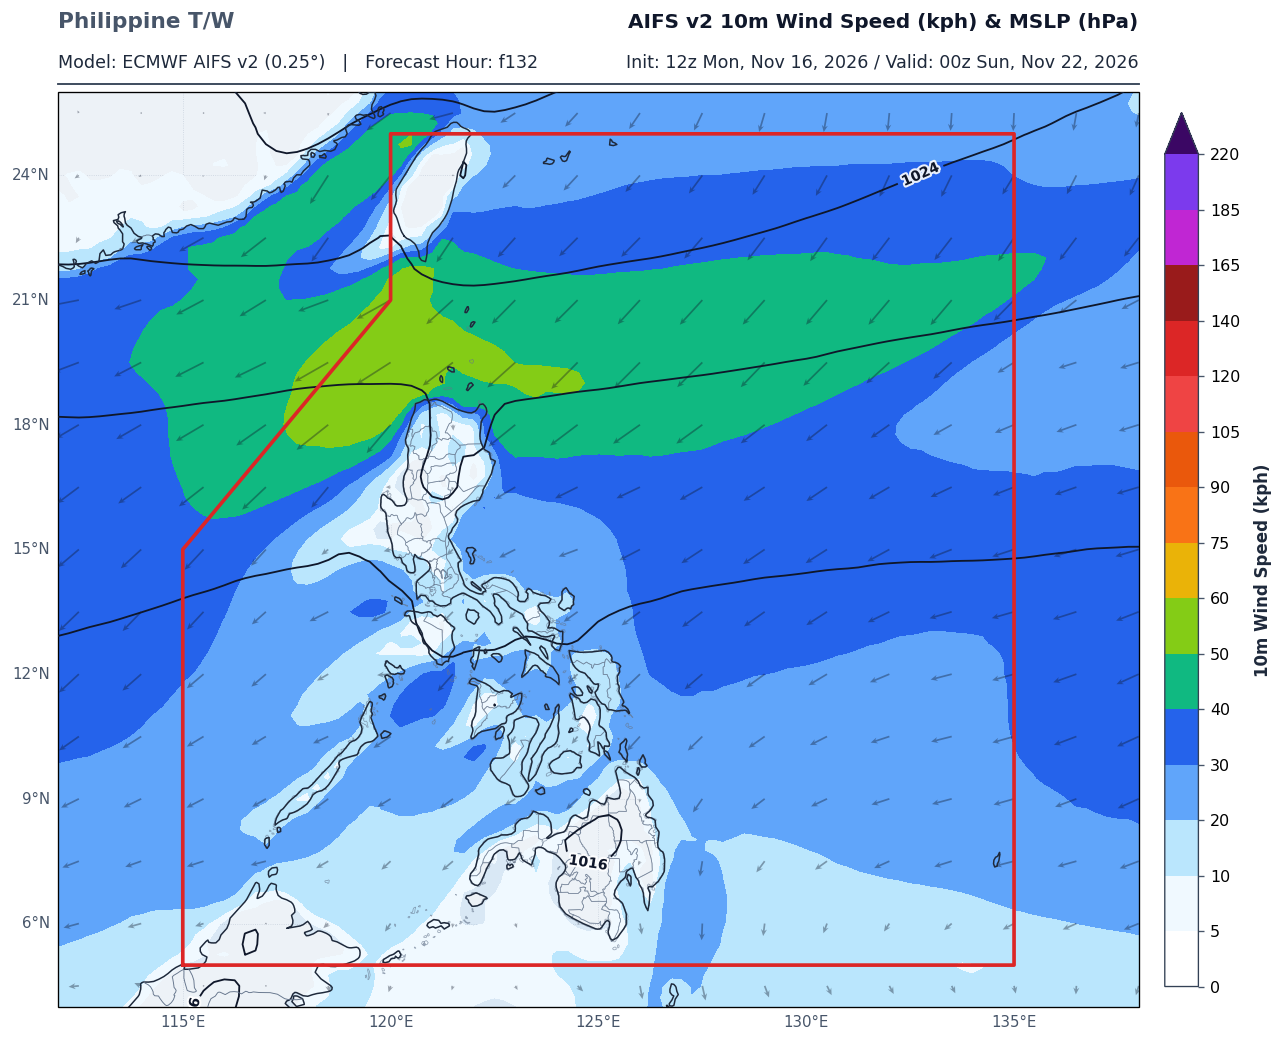 Philippine T/W
AIFS v2 10m Wind Speed (kph) & MSLP (hPa)
Model: ECMWF AIFS v2 (0.25°) | Forecast Hour: f132
Init: 12z Mon, Nov 16, 2026 / Valid: 00z Sun, Nov 22, 2026
24°N
21°N
18°N
15°N
12°N
9°N
6°N
115°E
120°E
125°E
130°E
135°E
1024
1016
220
185
165
140
120
105
90
75
60
50
40
30
20
10
5
0
10m Wind Speed (kph)